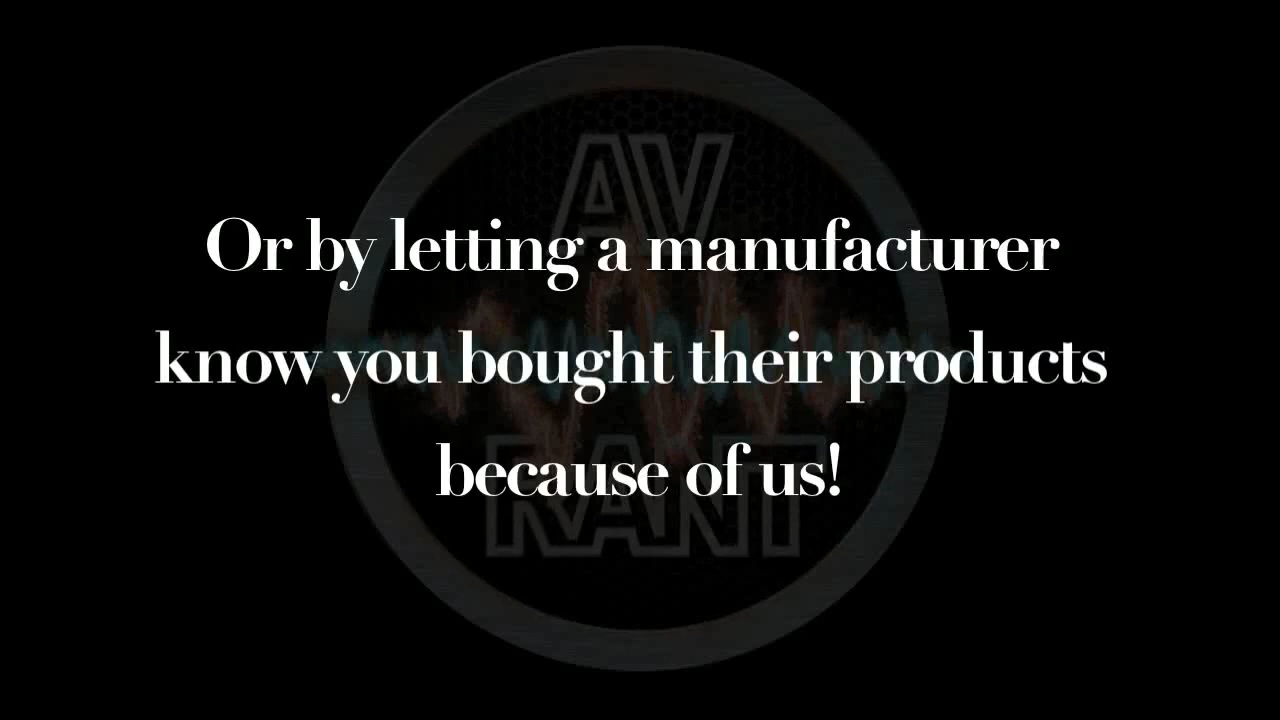 AV
Or by letting a manufacturer
know you bought their products
because of us!
RANT